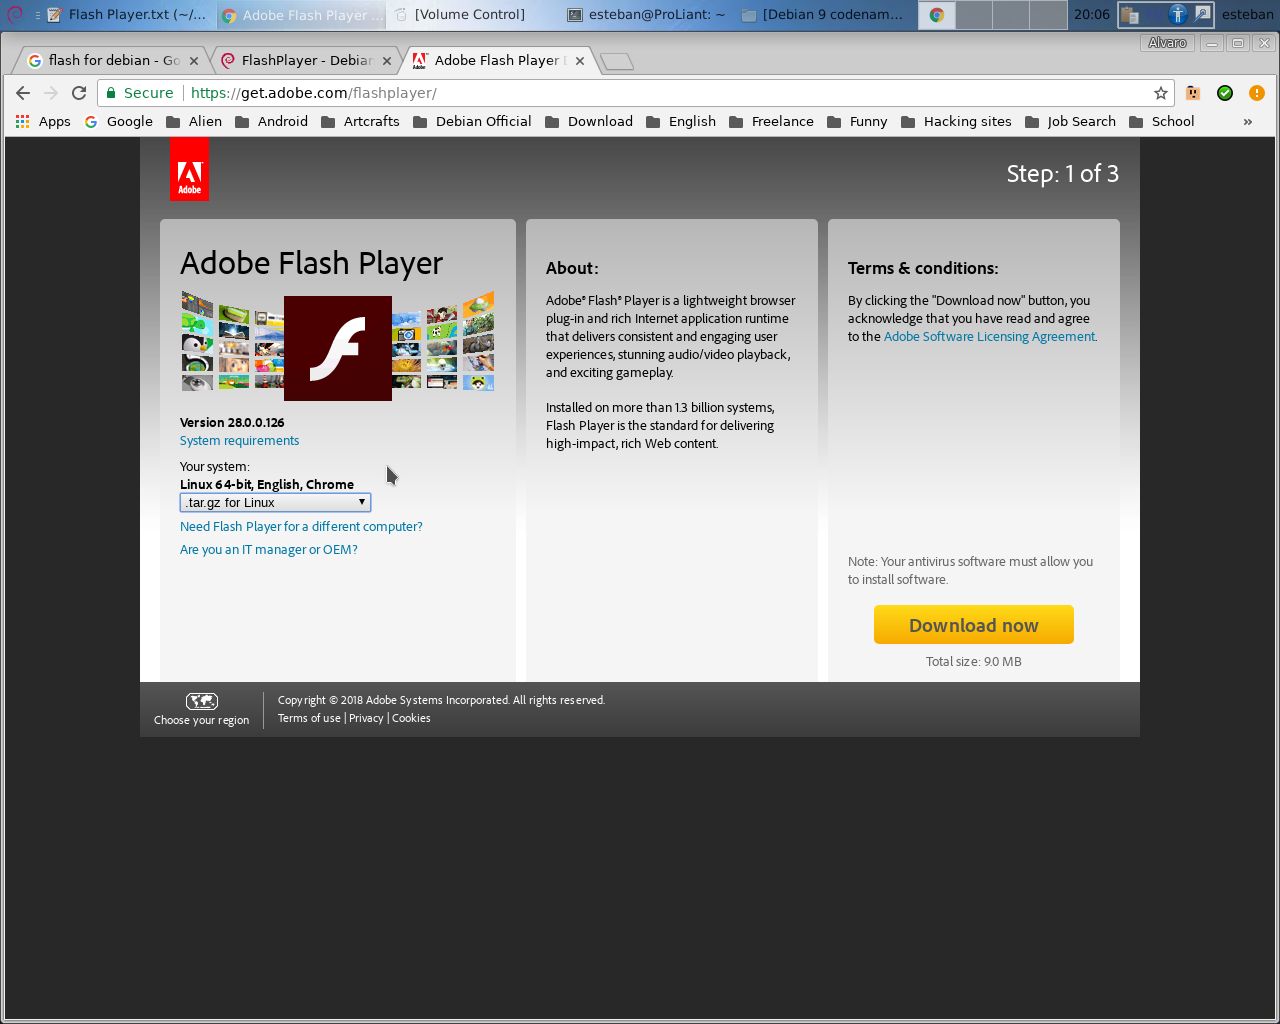 Flash Player.txt (~/...
Adobe Flash Player ...
[Volume Control]
esteban@ProLiant: ~
[Debian 9 codenam...
20:06
esteban
Alvaro
flash for debian - Go
FlashPlayer - Debian
Adobe Flash Player D
Secure
https://get.adobe.com/flashplayer/
Apps
Google
Alien
Android
Artcrafts
Debian Official
Download
English
Freelance
Funny
Hacking sites
Job Search
School
»
Adobe
Step: 1 of 3
Adobe Flash Player
Version 28.0.0.126
System requirements
Your system:
Linux 64-bit, English, Chrome
.tar.gz for Linux
Need Flash Player for a different computer?
Are you an IT manager or OEM?
About:
Adobe® Flash® Player is a lightweight browser
plug-in and rich Internet application runtime
that delivers consistent and engaging user
experiences, stunning audio/video playback,
and exciting gameplay.
Installed on more than 1.3 billion systems,
Flash Player is the standard for delivering
high-impact, rich Web content.
Terms & conditions:
By clicking the "Download now" button, you
acknowledge that you have read and agree
to the Adobe Software Licensing Agreement.
Note: Your antivirus software must allow you
to install software.
Download now
Total size: 9.0 MB
Choose your region
Copyright © 2018 Adobe Systems Incorporated. All rights reserved.
Terms of use | Privacy | Cookies